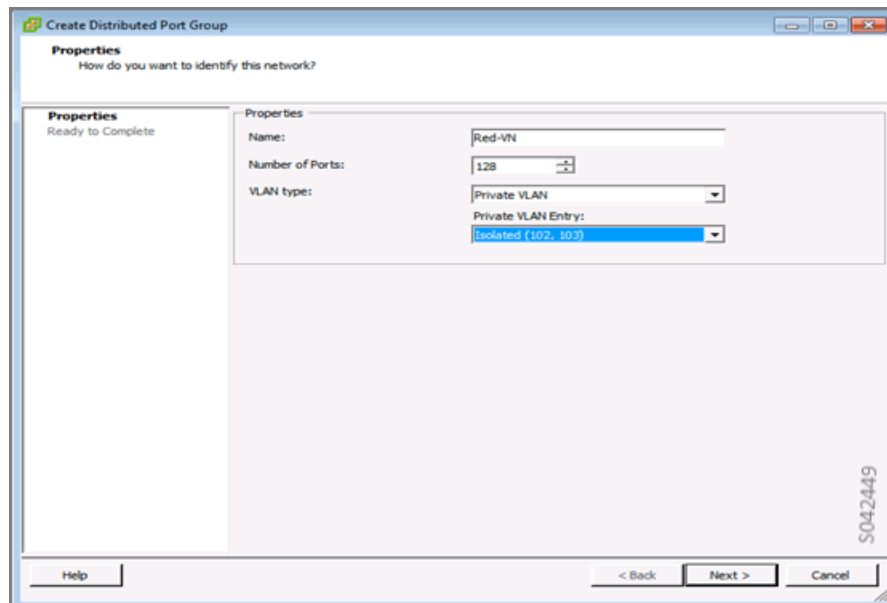 Create Distributed Port Group
Properties
How do you want to identify this network?
Properties
Ready to Complete
Properties
Name:
Red-VN
Number of Ports:
128
VLAN type:
Private VLAN
Private VLAN Entry:
Isolated (102, 103)
S042449
Help
< Back
Next >
Cancel